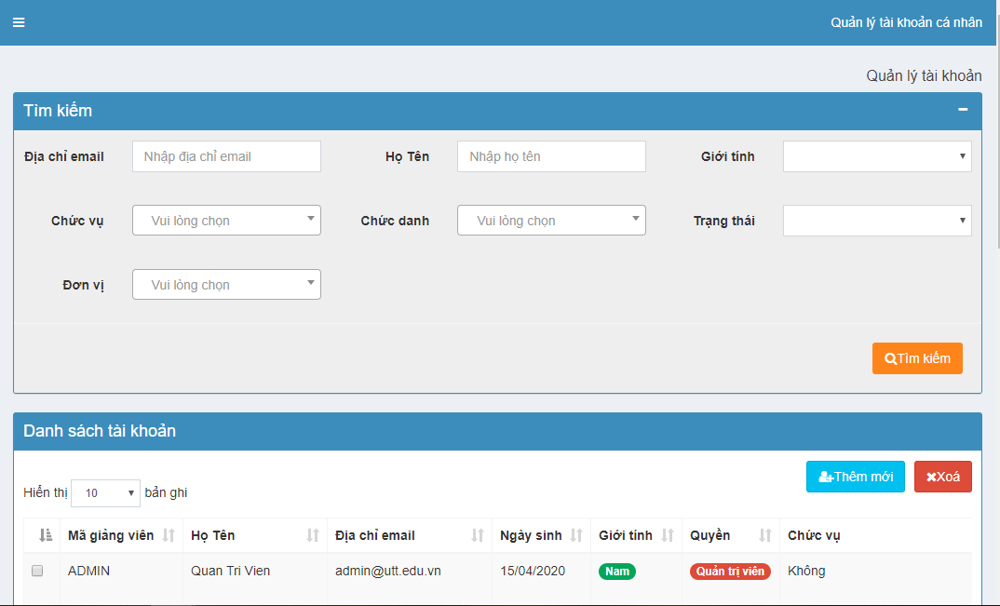 Quản lý tài khoản cá nhân
Quản lý tài khoản
Tìm kiếm
Địa chỉ email Nhập địa chỉ email Họ Tên Nhập họ tên Giới tính
Chức vụ Vui lòng chọn Chức danh Vui lòng chọn Trạng thái
Đơn vị Vui lòng chọn
Tìm kiếm
Danh sách tài khoản
Thêm mới Xoá
Hiển thị 10 bản ghi
Mã giảng viên Họ Tên Địa chỉ email Ngày sinh Giới tính Quyền Chức vụ
ADMIN Quan Tri Vien admin@utt.edu.vn 15/04/2020 Nam Quản trị viên Không